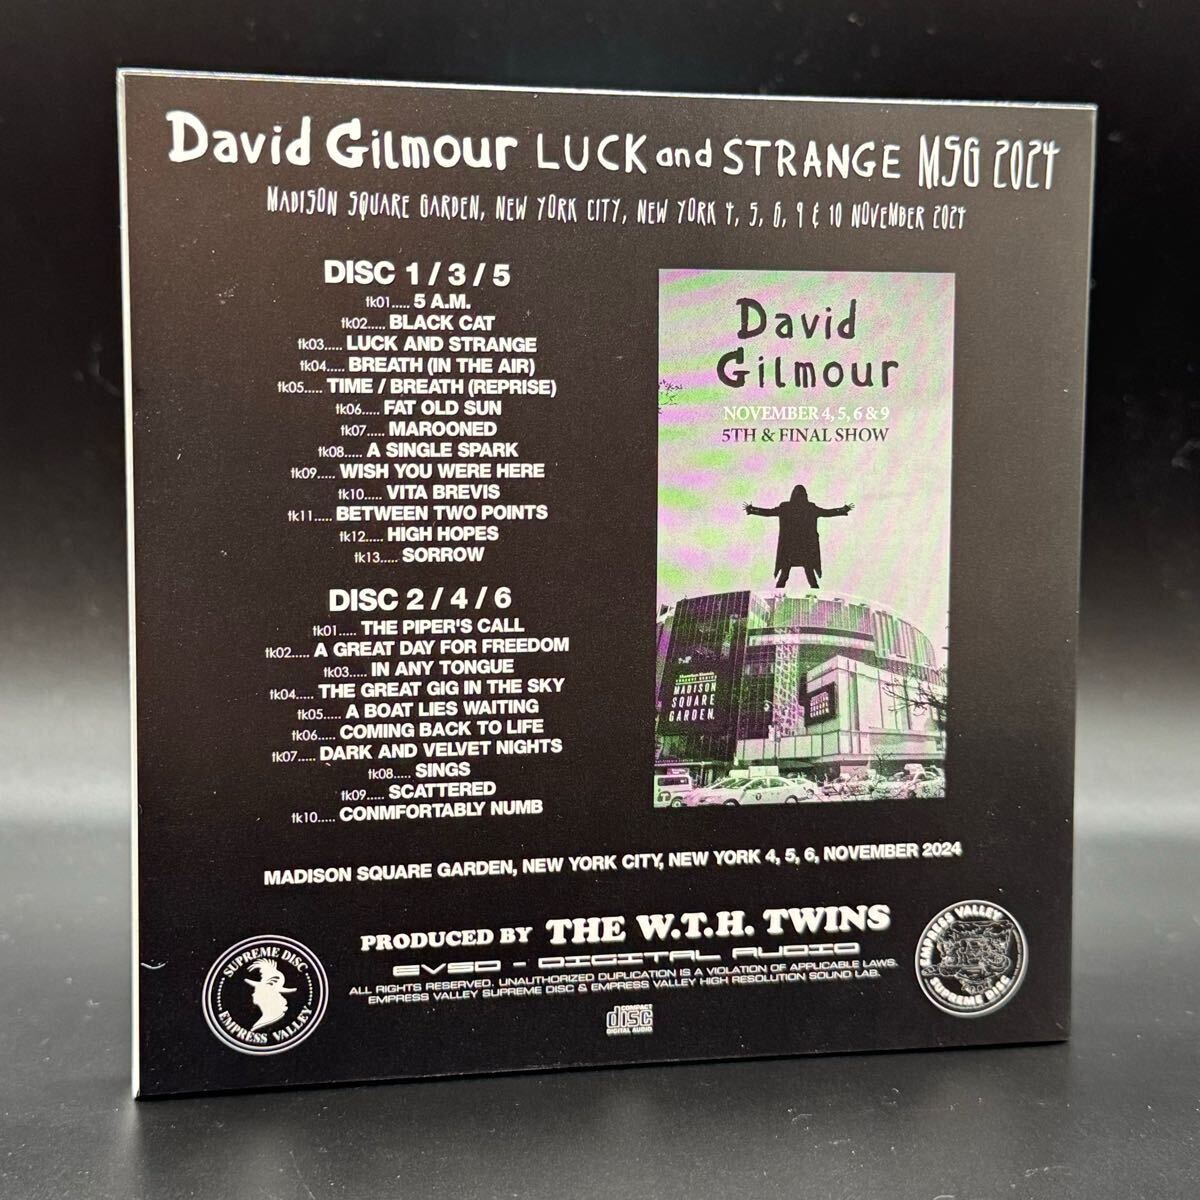 David Gilmour LUCK and STRANGE MSG 2024
MADISON SQUARE GARDEN, NEW YORK CITY, NEW YORK 4, 5, 6, 9 & 10 NOVEMBER 2024
DISC 1 / 3 / 5
tk01..... 5 A.M.
tk02..... BLACK CAT
tk03..... LUCK AND STRANGE
tk04..... BREATH (IN THE AIR)
tk05..... TIME / BREATH (REPRISE)
tk06..... FAT OLD SUN
tk07..... MAROONED
tk08..... A SINGLE SPARK
tk09..... WISH YOU WERE HERE
tk10..... VITA BREVIS
tk11..... BETWEEN TWO POINTS
tk12..... HIGH HOPES
tk13..... SORROW
DISC 2 / 4 / 6
tk01..... THE PIPER'S CALL
tk02..... A GREAT DAY FOR FREEDOM
tk03..... IN ANY TONGUE
tk04..... THE GREAT GIG IN THE SKY
tk05..... A BOAT LIES WAITING
tk06..... COMING BACK TO LIFE
tk07..... DARK AND VELVET NIGHTS
tk08..... SINGS
tk09..... SCATTERED
tk10..... CONMFORTABLY NUMB
David
Gilmour
NOVEMBER 4, 5, 6 & 9
5TH & FINAL SHOW
MADISON
SQUARE
GARDEN
MADISON SQUARE GARDEN, NEW YORK CITY, NEW YORK 4, 5, 6, NOVEMBER 2024
PRODUCED BY THE W.T.H. TWINS
EVSD - DIGITAL AUDIO
ALL RIGHTS RESERVED. UNAUTHORIZED DUPLICATION IS A VIOLATION OF APPLICABLE LAWS.
EMPRESS VALLEY SUPREME DISC & EMPRESS VALLEY HIGH RESOLUTION SOUND LAB.
COMPACT
disc
DIGITAL AUDIO
SUPREME DISC
EMPRESS VALLEY
EMPRESS VALLEY
SUPREME DISC